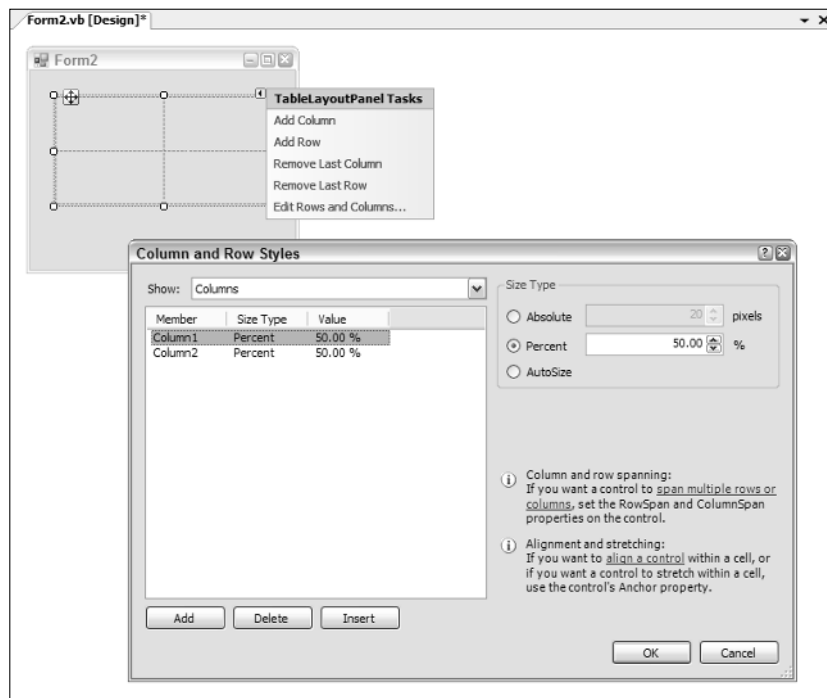 Form2.vb [Design]*
Form2
TableLayoutPanel Tasks
Add Column
Add Row
Remove Last Column
Remove Last Row
Edit Rows and Columns...
Column and Row Styles
Show: Columns
Member Size Type Value
Column1 Percent 50.00 %
Column2 Percent 50.00 %
Add Delete Insert
Size Type
Absolute 20 pixels
Percent 50.00 %
AutoSize
Column and row spanning:
If you want a control to span multiple rows or
columns, set the RowSpan and ColumnSpan
properties on the control.
Alignment and stretching:
If you want to align a control within a cell, or
if you want a control to stretch within a cell,
use the control's Anchor property.
OK Cancel